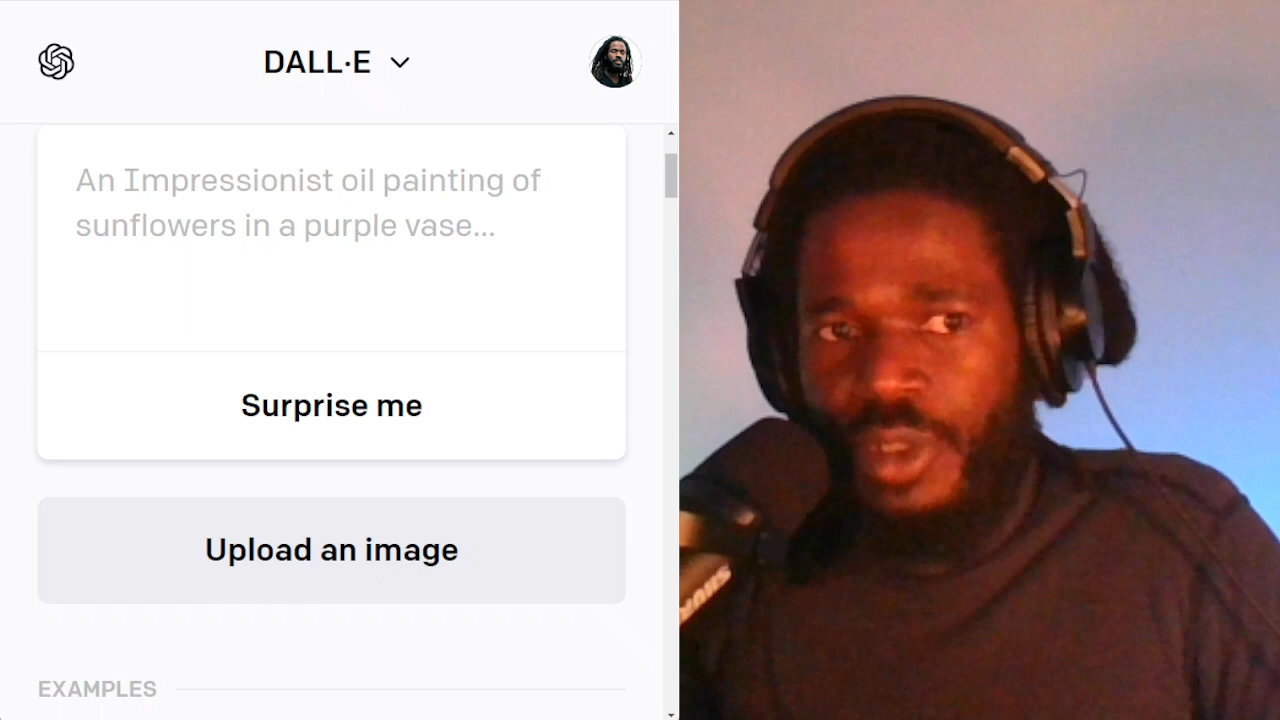 DALL·E
An Impressionist oil painting of
sunflowers in a purple vase...
Surprise me
Upload an image
EXAMPLES